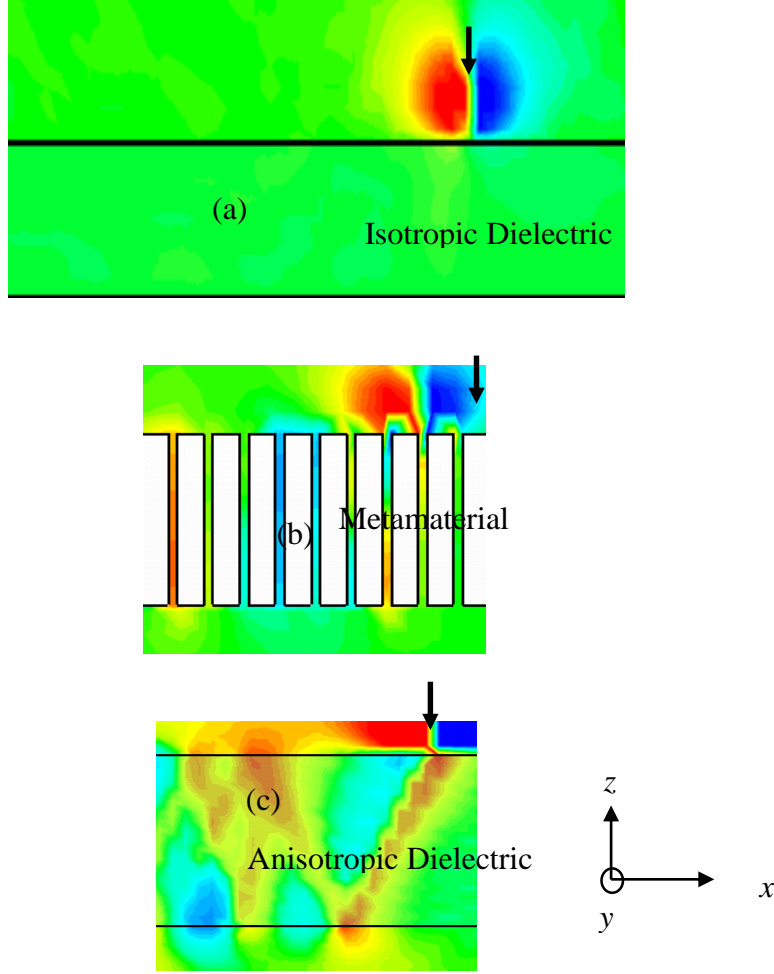 (a)
Isotropic Dielectric
(b)
Metamaterial
(c)
Anisotropic Dielectric
z
x
y